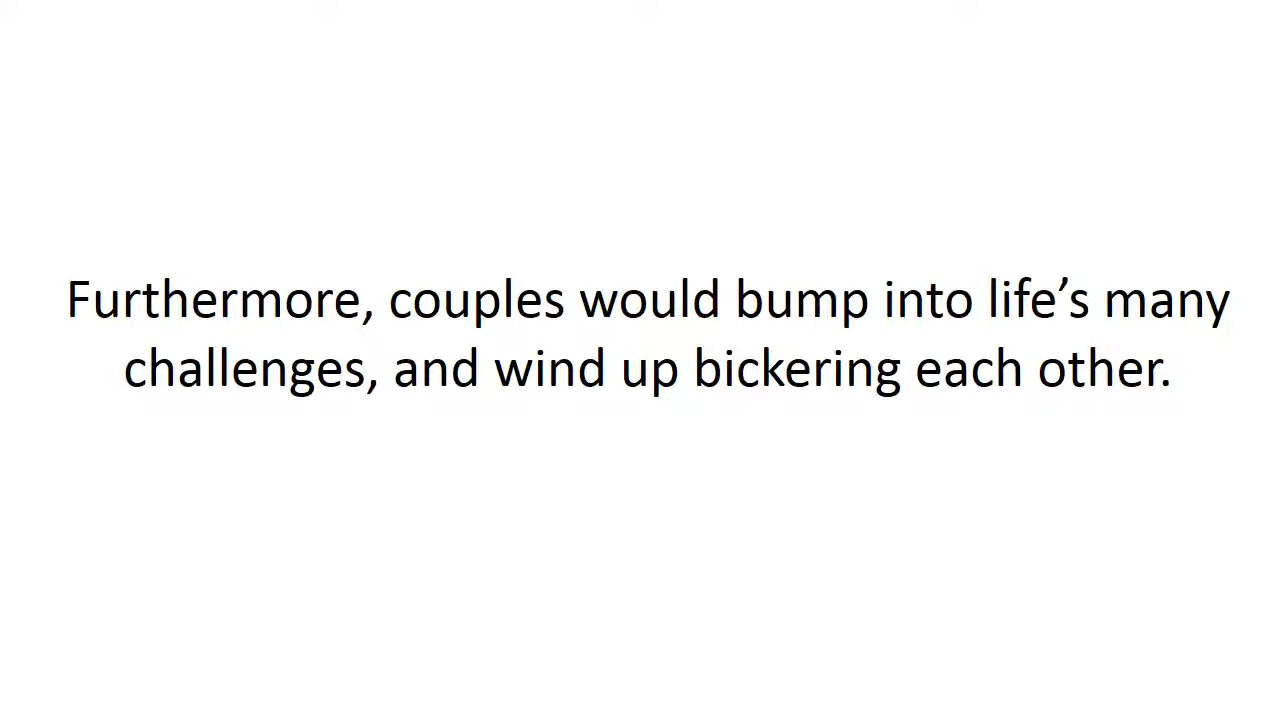 Furthermore, couples would bump into life’s many
challenges, and wind up bickering each other.